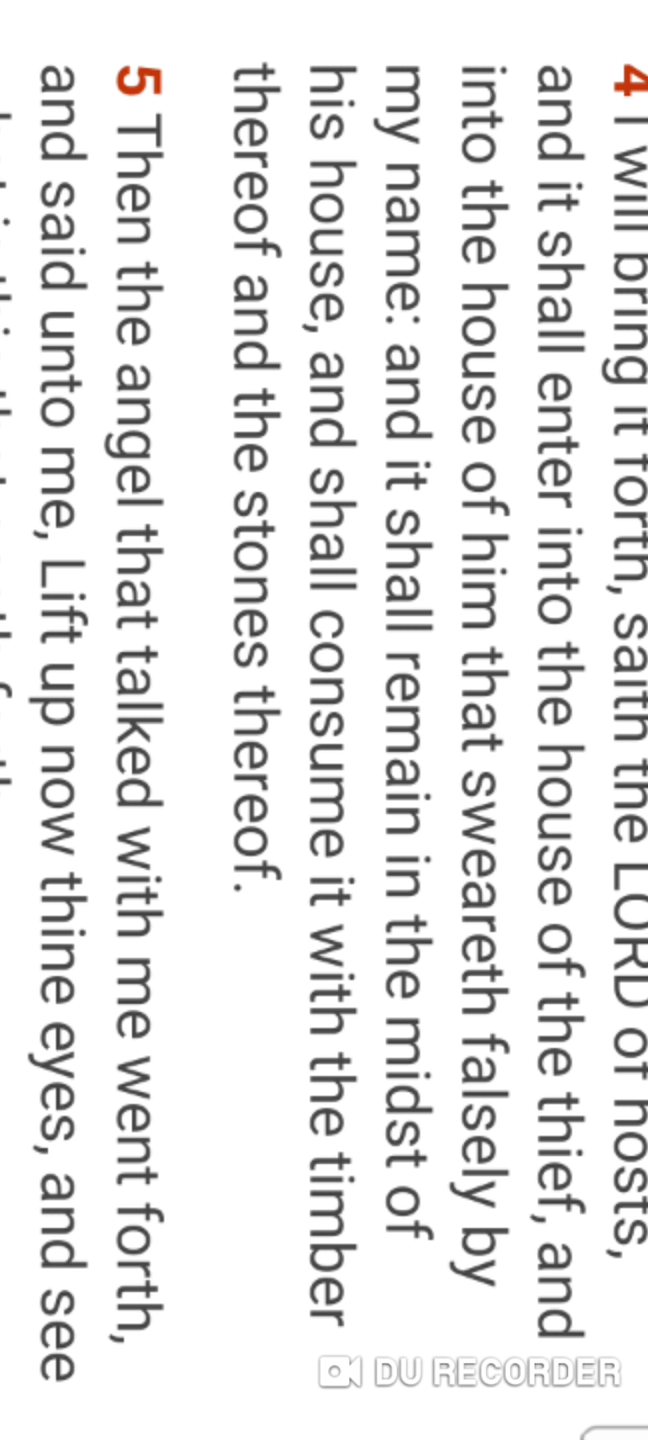 4 I will bring it forth, saith the LORD of hosts,
and it shall enter into the house of the thief, and
into the house of him that sweareth falsely by
my name: and it shall remain in the midst of
his house, and shall consume it with the timber
thereof and the stones thereof.
5 Then the angel that talked with me went forth,
and said unto me, Lift up now thine eyes, and see
DU RECORDER